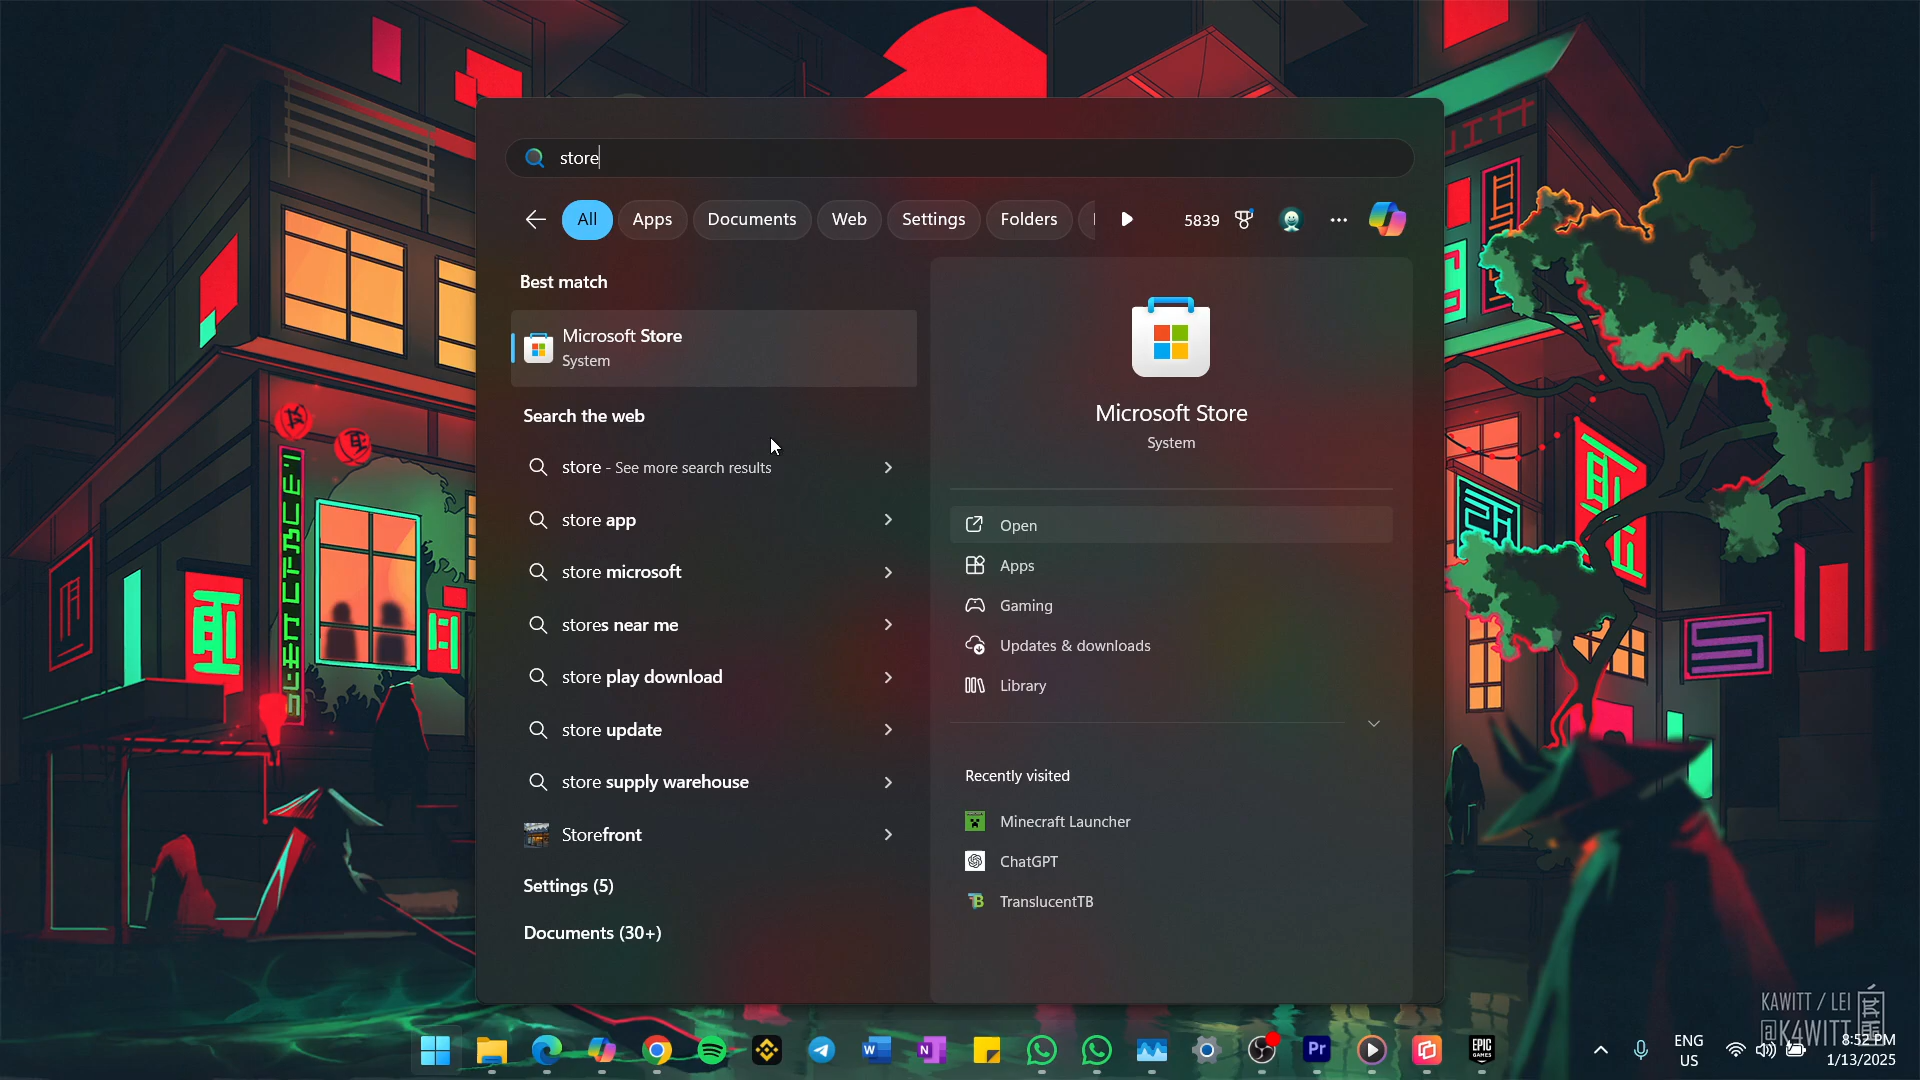 store
All Apps Documents Web Settings Folders 5839
Best match
Microsoft Store
System
Search the web
store - See more search results
store app
store microsoft
stores near me
store play download
store update
store supply warehouse
Storefront
Settings (5)
Documents (30+)
Microsoft Store
System
Open
Apps
Gaming
Updates & downloads
Library
Recently visited
Minecraft Launcher
ChatGPT
TranslucentTB
KAWITT / LEI
@K4WITT
Pr
EPIC
GAMES
ENG
US
8:52 PM
1/13/2025